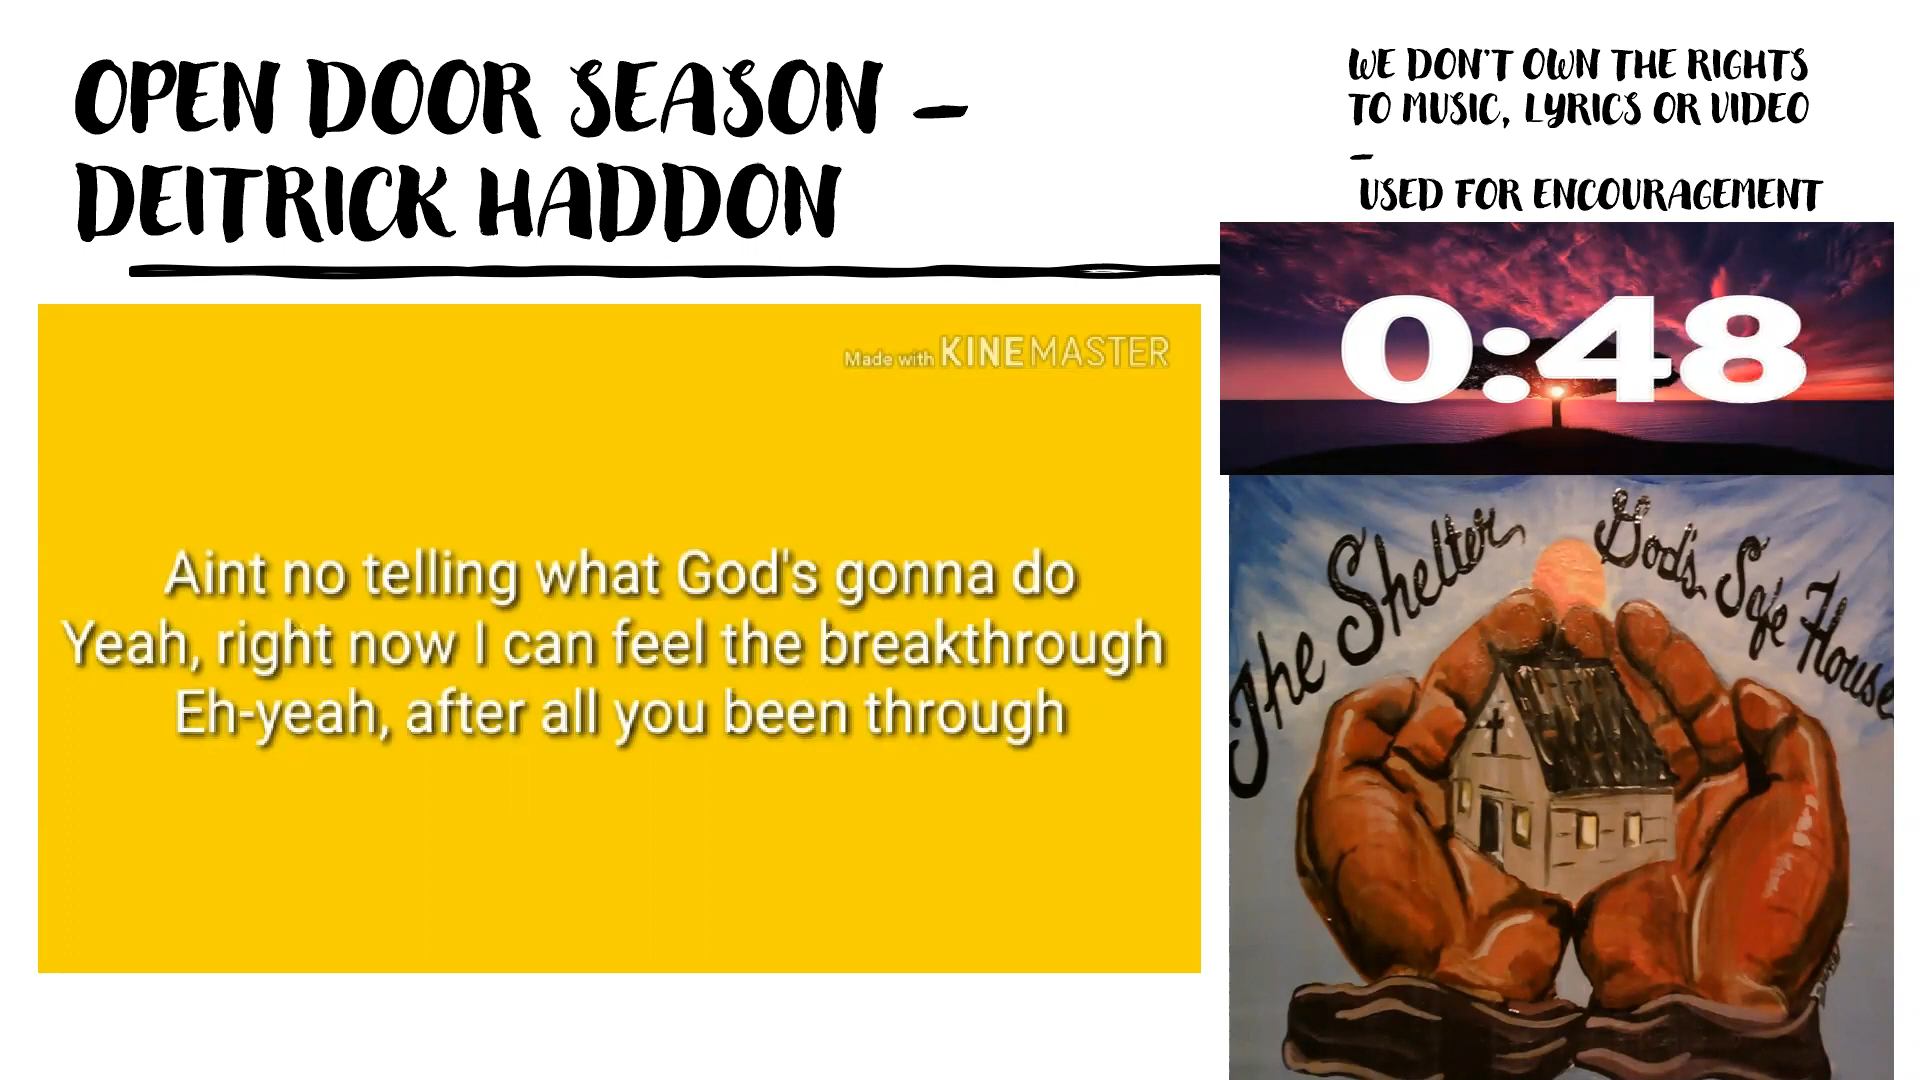 OPEN DOOR SEASON –
DEITRICK HADDON
WE DON'T OWN THE RIGHTS
TO MUSIC, LYRICS OR VIDEO
–
USED FOR ENCOURAGEMENT
0:48
Made with KINEMASTER
Aint no telling what God's gonna do
Yeah, right now I can feel the breakthrough
Eh-yeah, after all you been through
The Shelter God's Safe House